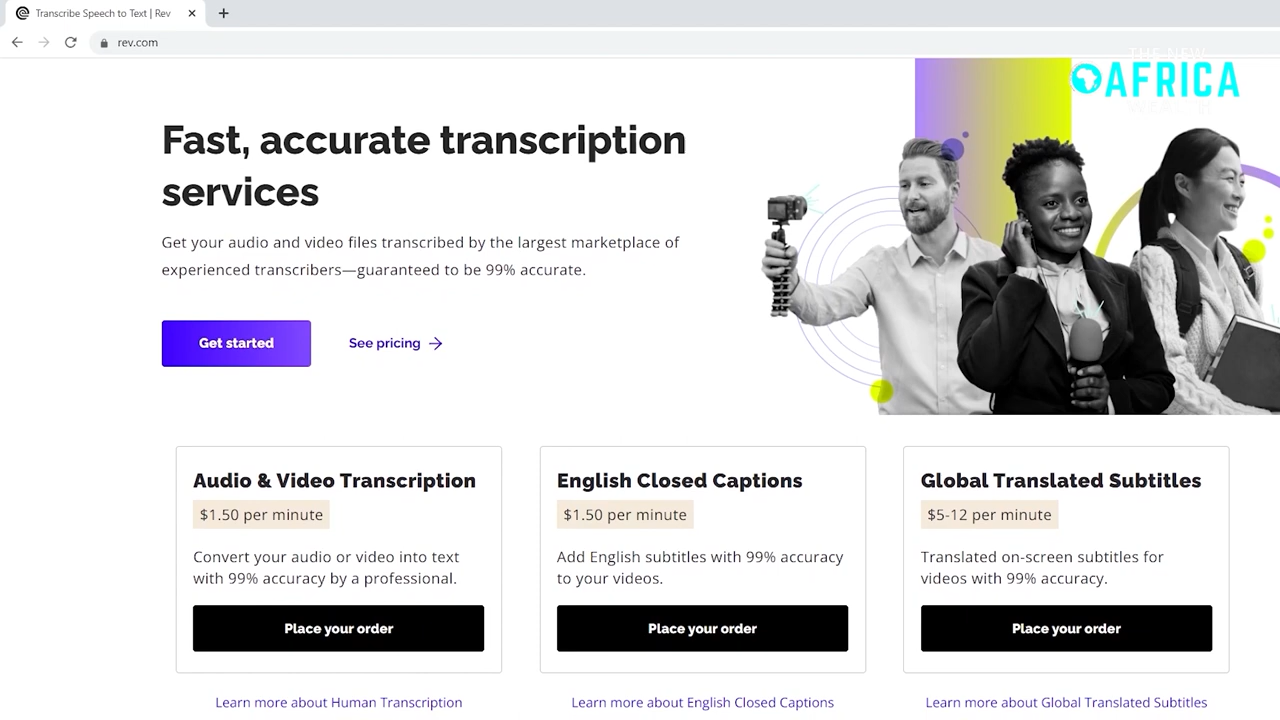 Transcribe Speech to Text | Rev
rev.com
THE NEW
AFRICA
Fast, accurate transcription
services
Get your audio and video files transcribed by the largest marketplace of
experienced transcribers—guaranteed to be 99% accurate.
Get started
See pricing
Audio & Video Transcription
$1.50 per minute
Convert your audio or video into text
with 99% accuracy by a professional.
Place your order
Learn more about Human Transcription
English Closed Captions
$1.50 per minute
Add English subtitles with 99% accuracy
to your videos.
Place your order
Learn more about English Closed Captions
Global Translated Subtitles
$5-12 per minute
Translated on-screen subtitles for
videos with 99% accuracy.
Place your order
Learn more about Global Translated Subtitles